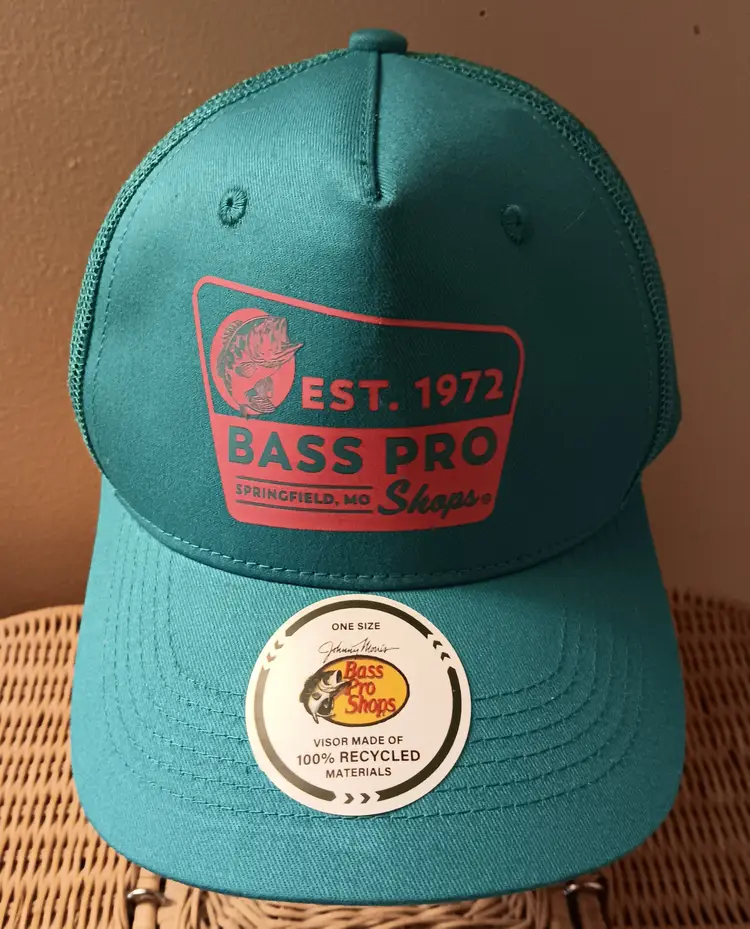 EST. 1972
BASS PRO
SPRINGFIELD, MO Shops®
ONE SIZE
Johnny Morris
Bass
Pro
Shops
VISOR MADE OF
100% RECYCLED
MATERIALS